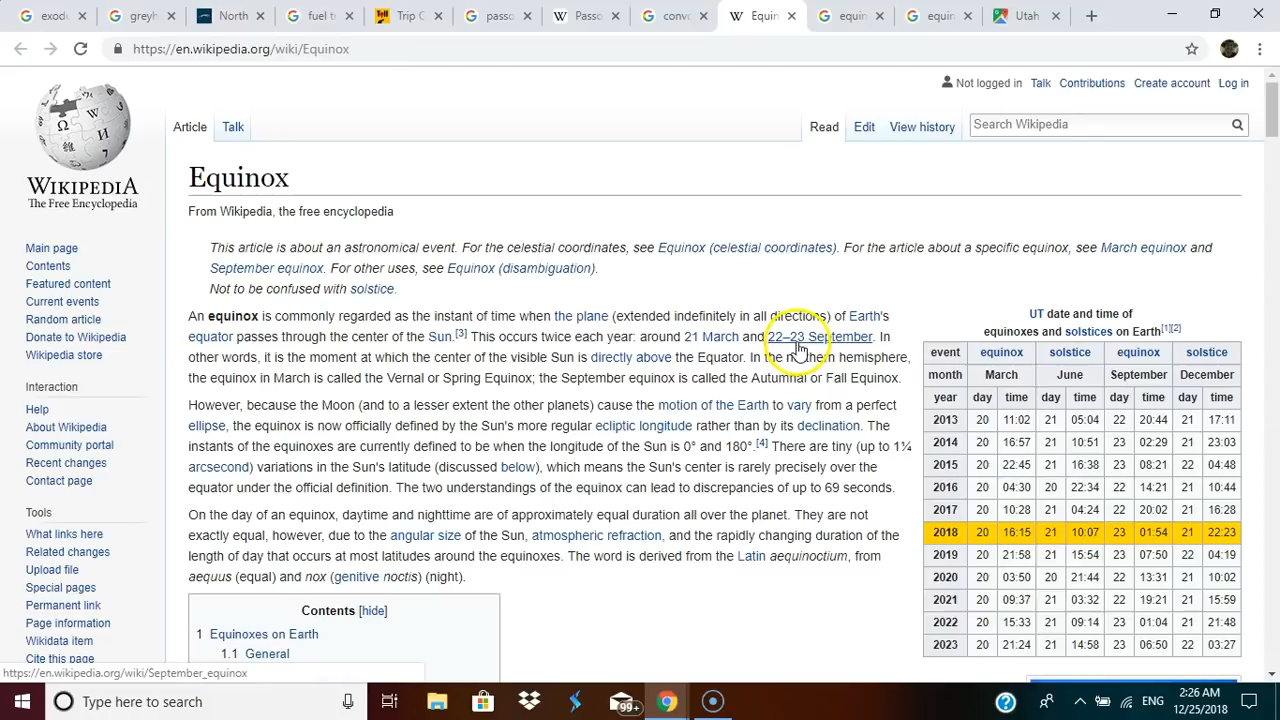 exodu
greyh
North
fuel t
Trip C
passo
Passo
convo
Equin
equin
equin
Utah
https://en.wikipedia.org/wiki/Equinox
Not logged in Talk Contributions Create account Log in
Article Talk Read Edit View history Search Wikipedia
WIKIPEDIA
The Free Encyclopedia
Main page
Contents
Featured content
Current events
Random article
Donate to Wikipedia
Wikipedia store
Interaction
Help
About Wikipedia
Community portal
Recent changes
Contact page
Tools
What links here
Related changes
Upload file
Special pages
Permanent link
Page information
Wikidata item
Cite this page
Equinox
From Wikipedia, the free encyclopedia
This article is about an astronomical event. For the celestial coordinates, see Equinox (celestial coordinates). For the article about a specific equinox, see March equinox and
September equinox. For other uses, see Equinox (disambiguation).
Not to be confused with solstice.
An equinox is commonly regarded as the instant of time when the plane (extended indefinitely in all directions) of Earth's
equator passes through the center of the Sun.[3] This occurs twice each year: around 21 March and 22–23 September. In
other words, it is the moment at which the center of the visible Sun is directly above the Equator. In the northern hemisphere,
the equinox in March is called the Vernal or Spring Equinox; the September equinox is called the Autumnal or Fall Equinox.
However, because the Moon (and to a lesser extent the other planets) cause the motion of the Earth to vary from a perfect
ellipse, the equinox is now officially defined by the Sun's more regular ecliptic longitude rather than by its declination. The
instants of the equinoxes are currently defined to be when the longitude of the Sun is 0° and 180°.[4] There are tiny (up to 1¼
arcsecond) variations in the Sun's latitude (discussed below), which means the Sun's center is rarely precisely over the
equator under the official definition. The two understandings of the equinox can lead to discrepancies of up to 69 seconds.
On the day of an equinox, daytime and nighttime are of approximately equal duration all over the planet. They are not
exactly equal, however, due to the angular size of the Sun, atmospheric refraction, and the rapidly changing duration of the
length of day that occurs at most latitudes around the equinoxes. The word is derived from the Latin aequinoctium, from
aequus (equal) and nox (genitive noctis) (night).
Contents [hide]
1 Equinoxes on Earth
1.1 General
UT date and time of
equinoxes and solstices on Earth[1][2]
event equinox solstice equinox solstice
month March June September December
year day time day time day time day time
2013 20 11:02 21 05:04 22 20:44 21 17:11
2014 20 16:57 21 10:51 23 02:29 21 23:03
2015 20 22:45 21 16:38 23 08:21 22 04:48
2016 20 04:30 20 22:34 22 14:21 21 10:44
2017 20 10:28 21 04:24 22 20:02 21 16:28
2018 20 16:15 21 10:07 23 01:54 21 22:23
2019 20 21:58 21 15:54 23 07:50 22 04:19
2020 20 03:50 20 21:44 22 13:31 21 10:02
2021 20 09:37 21 03:32 22 19:21 21 15:59
2022 20 15:33 21 09:14 23 01:04 21 21:48
2023 20 21:24 21 14:58 23 06:50 22 03:27
https://en.wikipedia.org/wiki/September_equinox
Type here to search
99+
ENG
2:26 AM
12/25/2018